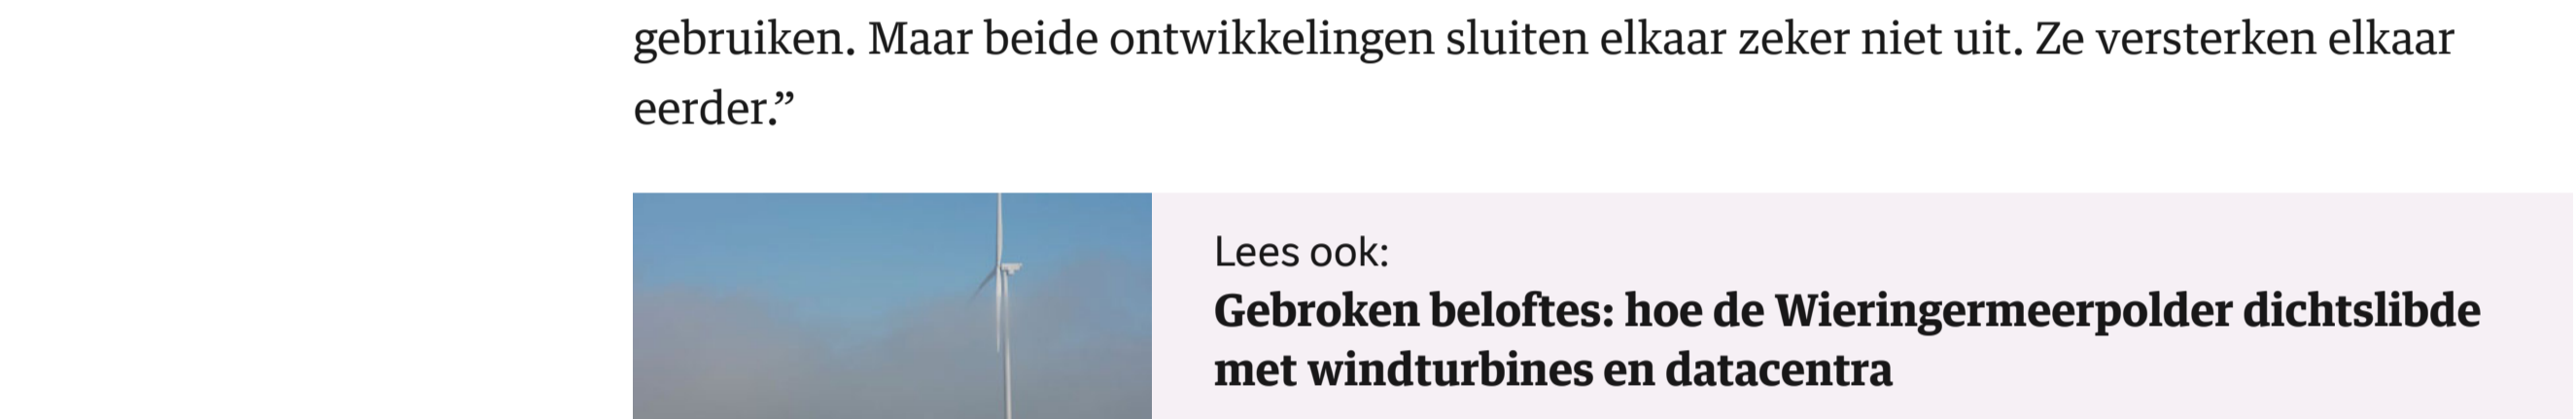 gebruiken. Maar beide ontwikkelingen sluiten elkaar zeker niet uit. Ze versterken elkaar
eerder.”
Lees ook:
Gebroken beloftes: hoe de Wieringermeerpolder dichtslibde
met windturbines en datacentra